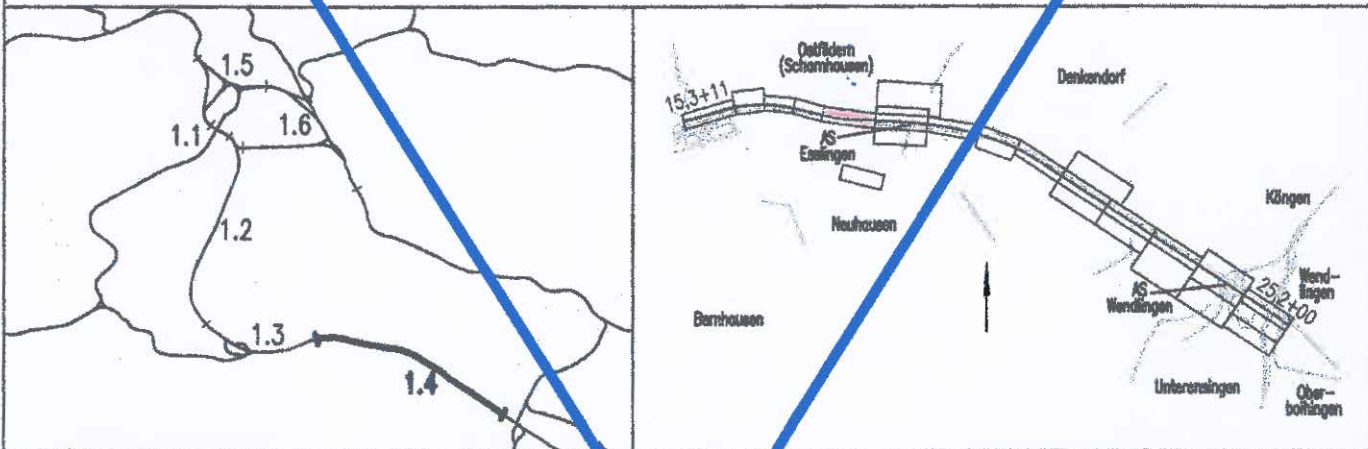 1.5
1.1
1.6
1.2
1.3
1.4
Ostfildern
(Scharnhausen)
Denkendorf
15,3+11
AS
Esslingen
Neuhausen
Köngen
Wend-
lingen
AS
Wendlingen
25,2+00
Bernhausen
Unterensingen
Ober-
boihingen